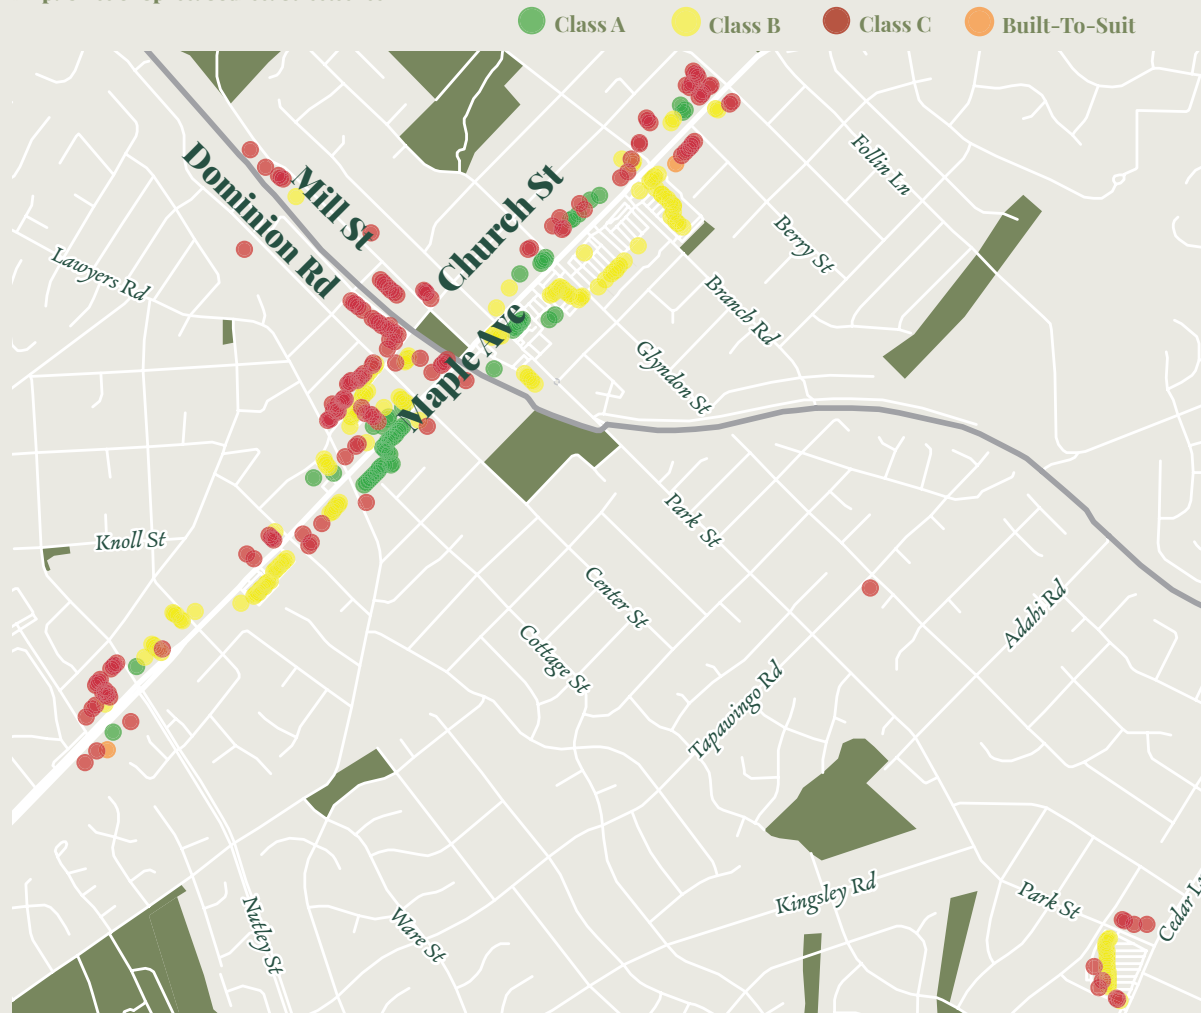 Class A
Class B
Class C
Built-To-Suit
Follin Ln
Mill St
Dominion Rd
Church St
Berry St
Lawyers Rd
Branch Rd
Maple Ave
Glyndon St
Park St
Knoll St
Center St
Adahi Rd
Cottage St
Tapawingo Rd
Kingsley Rd
Park St
Cedar Ln
Nutley St
Ware St